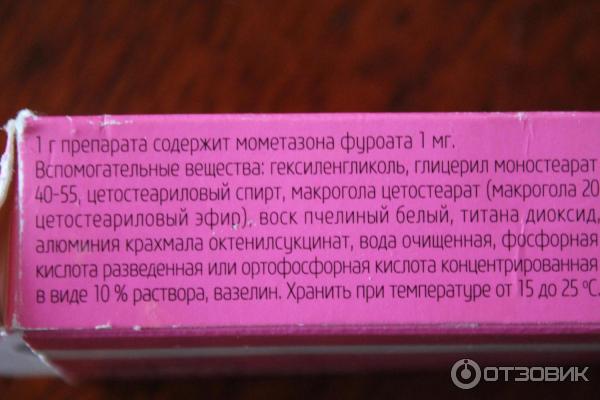 1 г препарата содержит мометазона фуроата 1 мг.
Вспомогательные вещества: гексиленгликоль, глицерил моностеарат
40-55, цетостеариловый спирт, макрогола цетостеарат (макрогола 20
цетостеариловый эфир), воск пчелиный белый, титана диоксид,
алюминия крахмала октенилсукцинат, вода очищенная, фосфорная
кислота разведенная или ортофосфорная кислота концентрированная
в виде 10 % раствора, вазелин. Хранить при температуре от 15 до 25 °С.
ОТЗОВИК